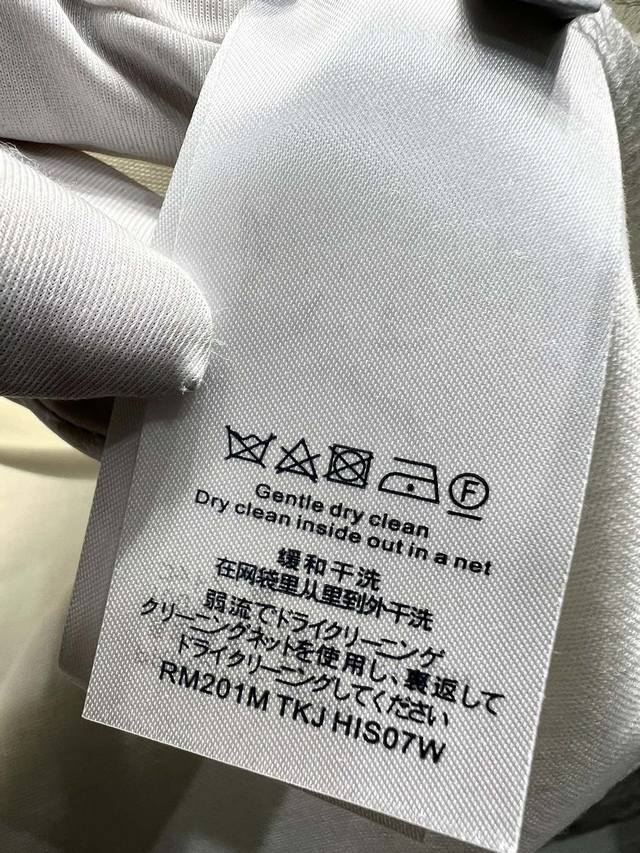 F
Gentle dry clean
Dry clean inside out in a net
缓和干洗
在网袋里从里到外干洗
弱流でドライクリーニング
クリーニングネットを使用し、裏返して
ドライクリーニングしてください
RM201M TKJ HIS07W